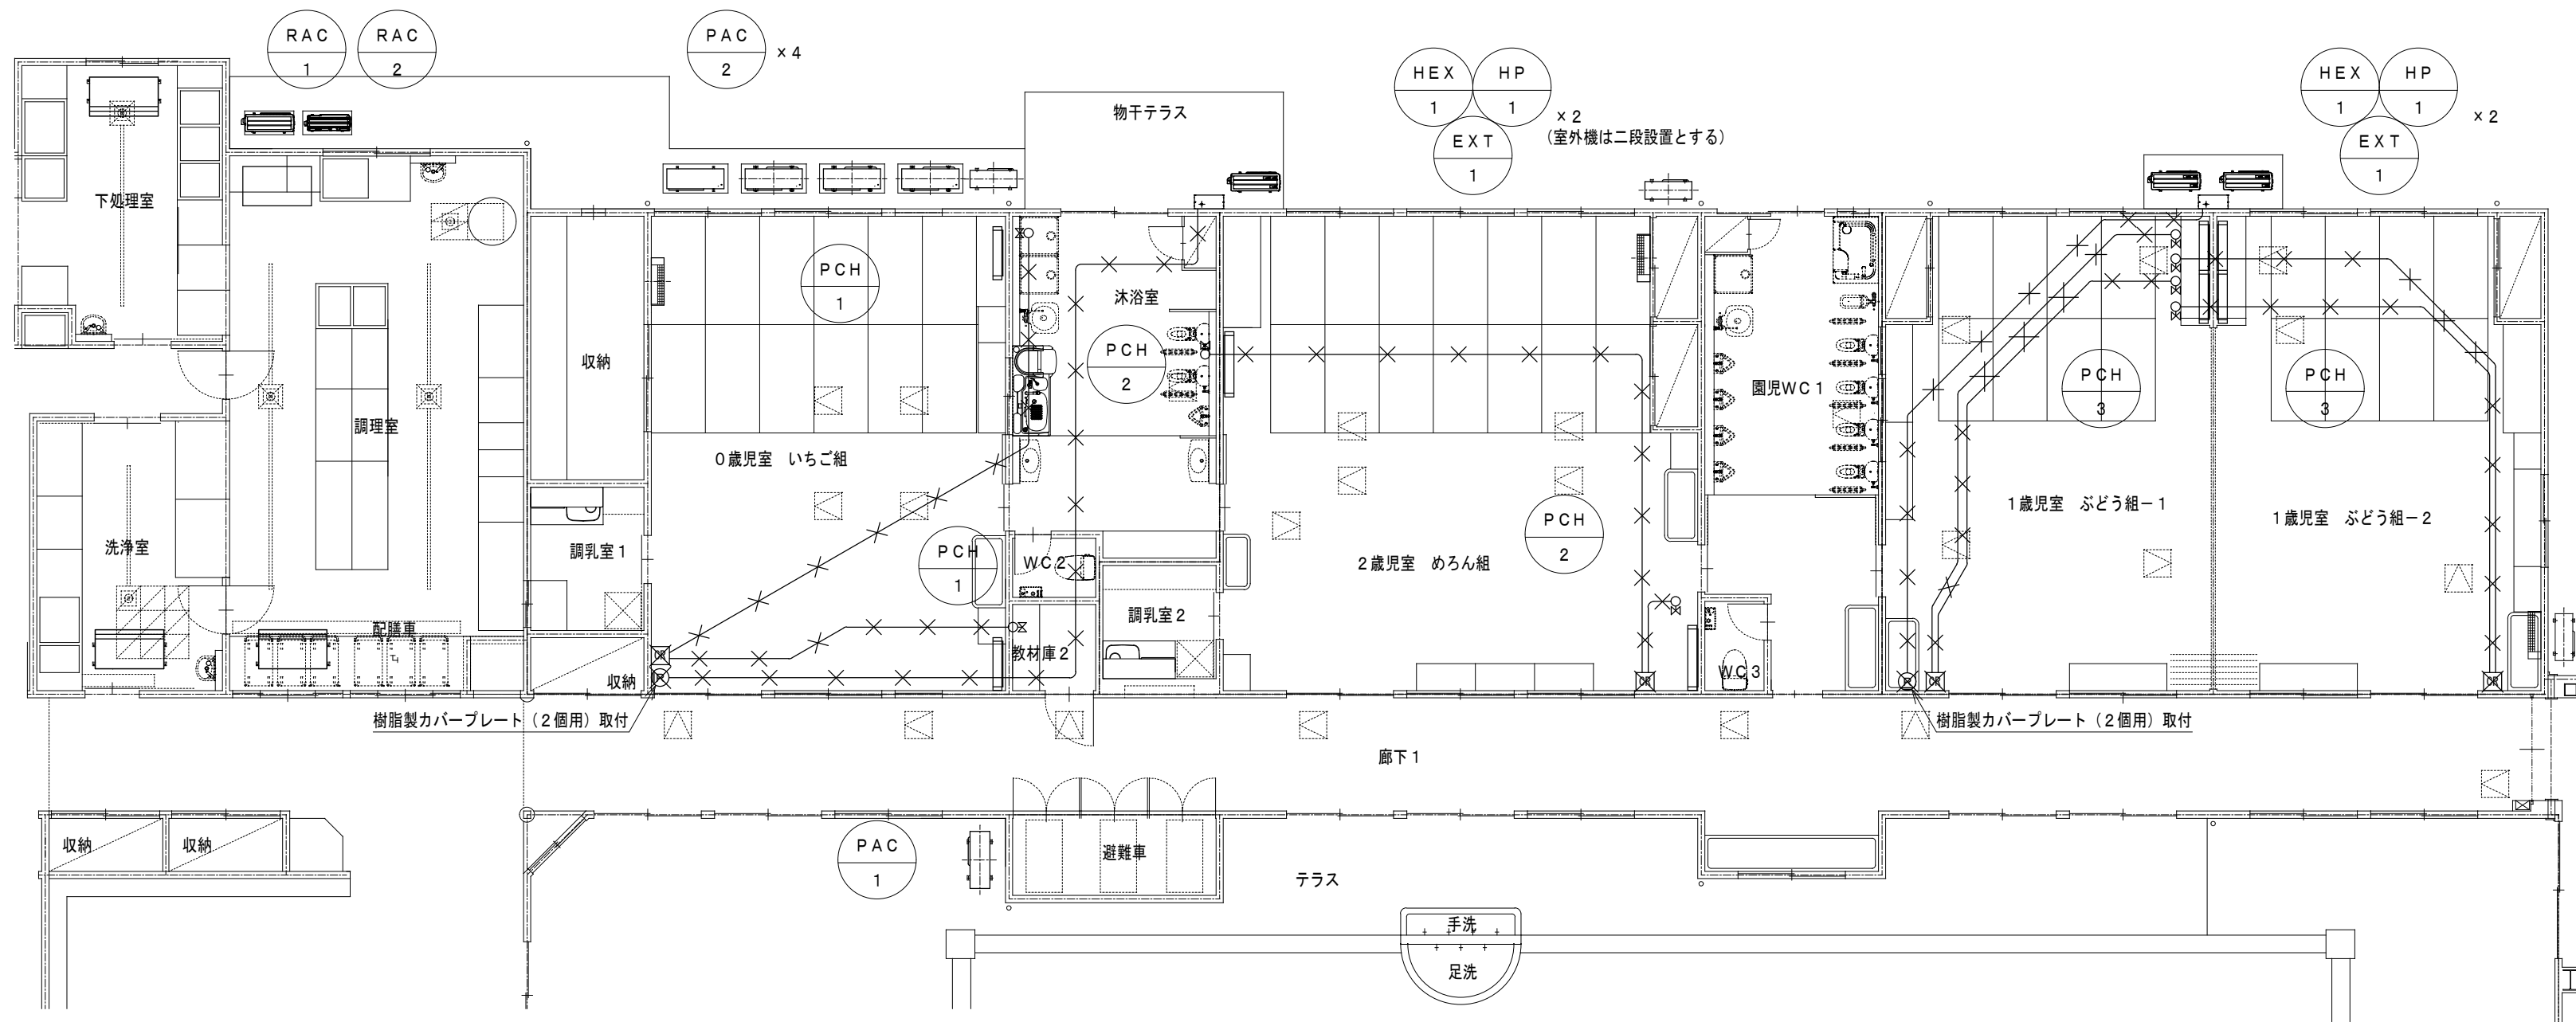 ＲＡＣ
１
ＲＡＣ
２
ＰＡＣ
２
×４
ＨＥＸ
１
ＨＰ
１
ＥＸＴ
１
×２
（室外機は二段設置とする）
ＨＥＸ
１
ＨＰ
１
ＥＸＴ
１
×２
物干テラス
下処理室
ＰＣＨ
１
沐浴室
ＰＣＨ
２
収納
園児ＷＣ１
ＰＣＨ
３
ＰＣＨ
３
調理室
０歳児室　いちご組
１歳児室　ぶどう組－１
１歳児室　ぶどう組－２
洗浄室
調乳室１
ＰＣＨ
１
ＷＣ２
２歳児室　めろん組
ＰＣＨ
２
調乳室２
配膳車
教材庫２
収納
ＷＣ３
CR
CR
CR
CR
樹脂製カバープレート（２個用）取付
樹脂製カバープレート（２個用）取付
廊下１
収納
収納
ＰＡＣ
１
避難車
テラス
手洗
足洗